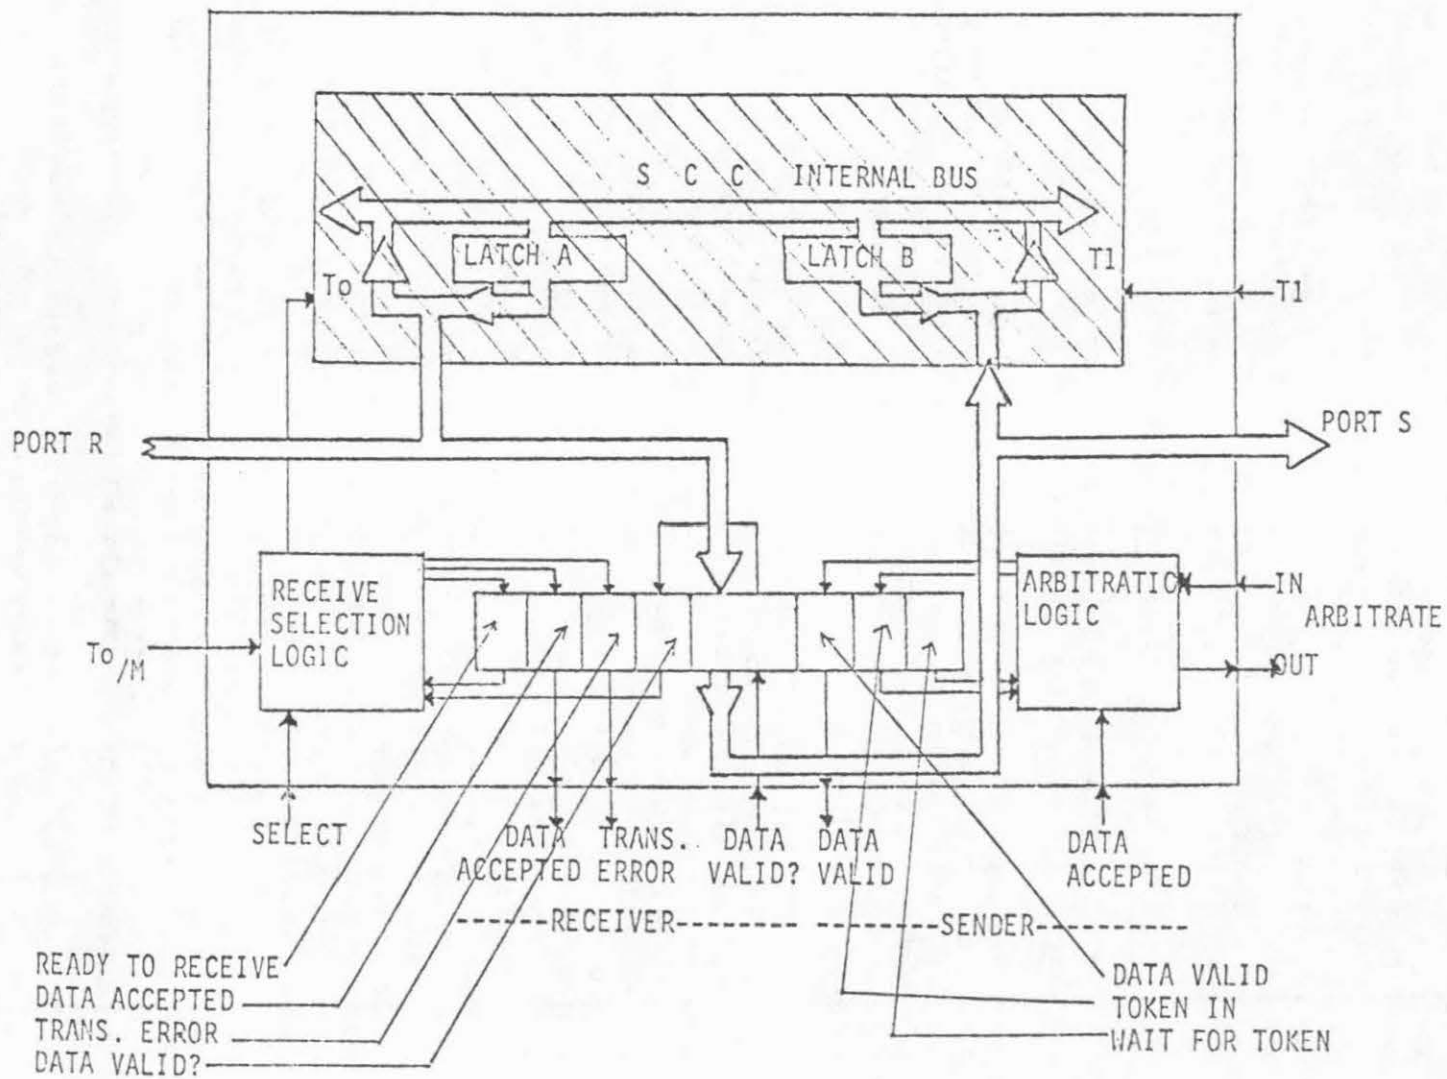 S C C INTERNAL BUS
LATCH A
LATCH B
To
T1
T1
PORT R
PORT S
RECEIVE
SELECTION
LOGIC
ARBITRATIO
LOGIC
IN
ARBITRATE
OUT
To/M
SELECT
DATA
ACCEPTED
TRANS.
ERROR
DATA
VALID?
DATA
VALID
DATA
ACCEPTED
-----RECEIVER-------- -------SENDER----------
READY TO RECEIVE
DATA ACCEPTED
TRANS. ERROR
DATA VALID?
DATA VALID
TOKEN IN
WAIT FOR TOKEN